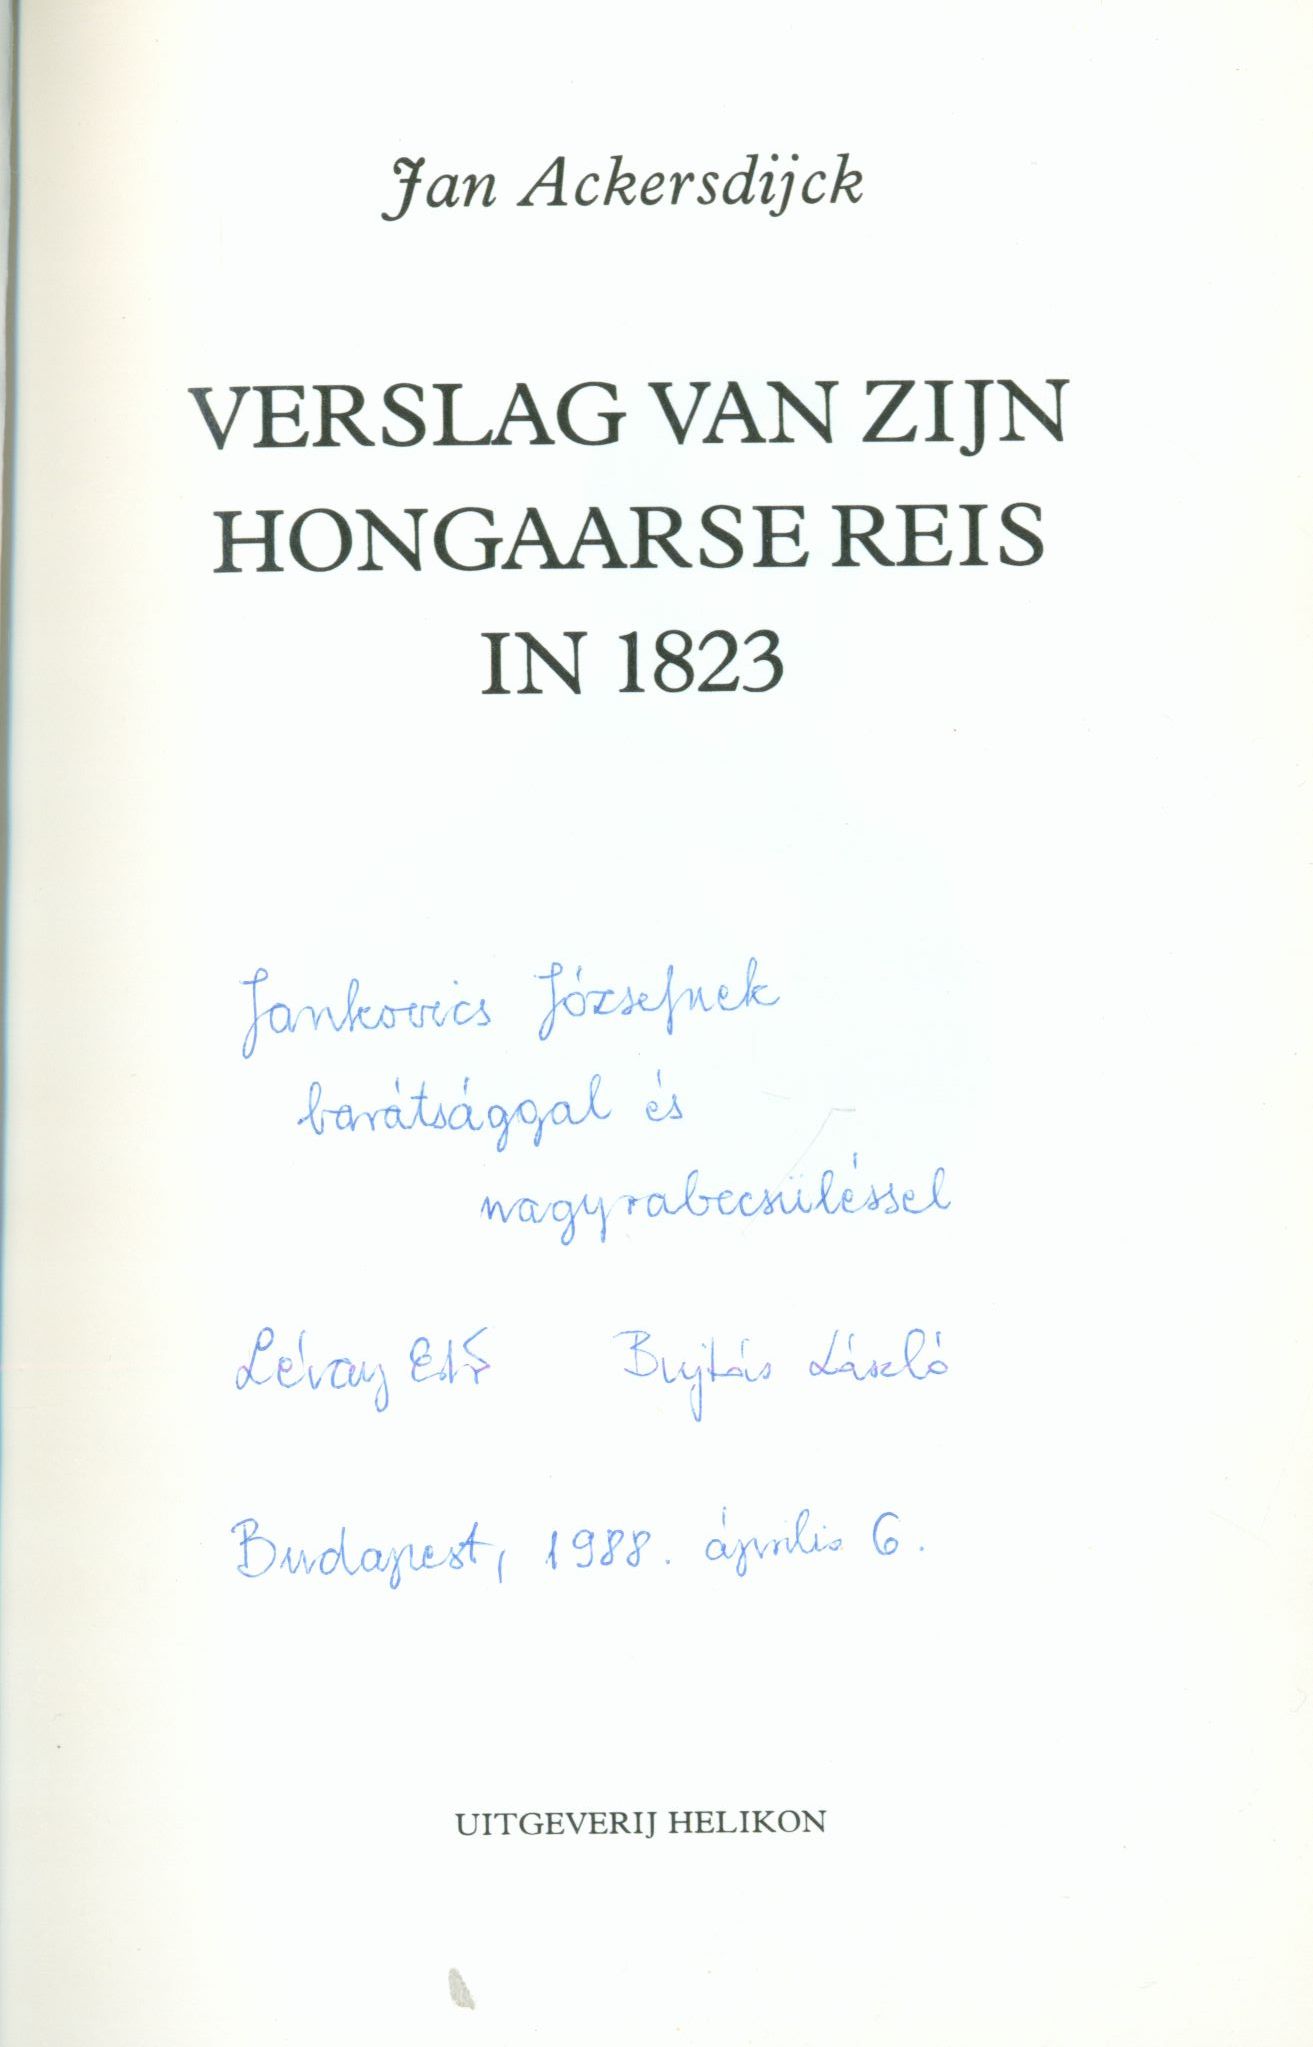 Jan Ackersdijck
VERSLAG VAN ZIJN
HONGAARSE REIS
IN 1823
Jankovics Józsefnek
barátsággal és
nagyrabecsüléssel
Lévay Bujtás László
Budapest, 1988. április 6.
UITGEVERIJ HELIKON